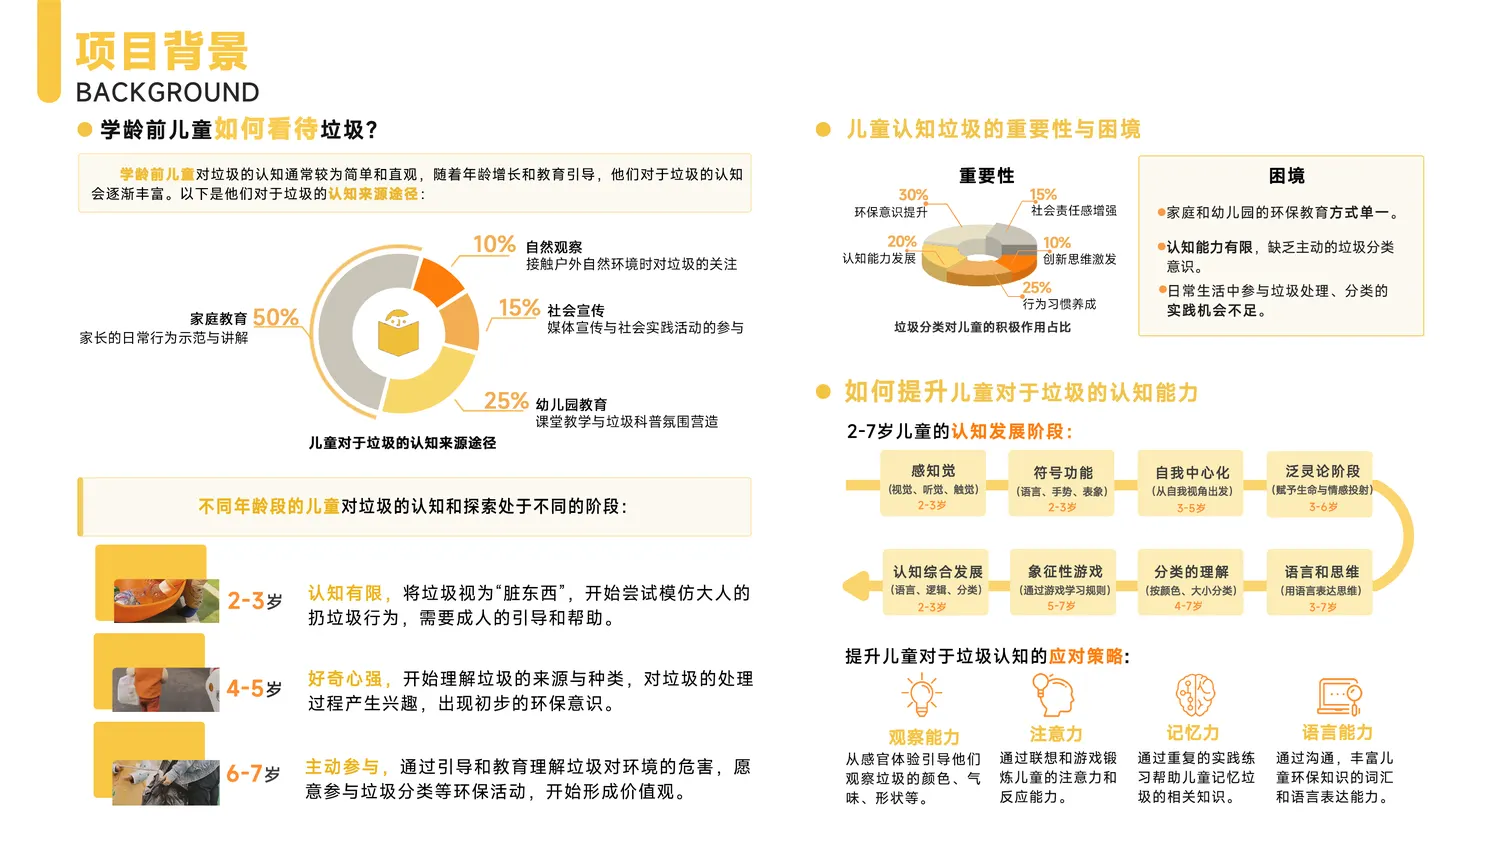 项目背景
BACKGROUND
学龄前儿童如何看待垃圾?
学龄前儿童对垃圾的认知通常较为简单和直观，随着年龄增长和教育引导，他们对于垃圾的认知
会逐渐丰富。以下是他们对于垃圾的认知来源途径：
10% 自然观察
接触户外自然环境时对垃圾的关注
15% 社会宣传
媒体宣传与社会实践活动的参与
家庭教育 50%
家长的日常行为示范与讲解
25% 幼儿园教育
课堂教学与垃圾科普氛围营造
儿童对于垃圾的认知来源途径
不同年龄段的儿童对垃圾的认知和探索处于不同的阶段：
2-3岁
认知有限，将垃圾视为“脏东西”，开始尝试模仿大人的
扔垃圾行为，需要成人的引导和帮助。
4-5岁
好奇心强，开始理解垃圾的来源与种类，对垃圾的处理
过程产生兴趣，出现初步的环保意识。
6-7岁
主动参与，通过引导和教育理解垃圾对环境的危害，愿
意参与垃圾分类等环保活动，开始形成价值观。
儿童认知垃圾的重要性与困境
重要性
30%
环保意识提升
15%
社会责任感增强
20%
认知能力发展
10%
创新思维激发
25%
行为习惯养成
垃圾分类对儿童的积极作用占比
困境
家庭和幼儿园的环保教育方式单一。
认知能力有限，缺乏主动的垃圾分类
意识。
日常生活中参与垃圾处理、分类的
实践机会不足。
如何提升儿童对于垃圾的认知能力
2-7岁儿童的认知发展阶段：
感知觉
(视觉、听觉、触觉)
2-3岁
符号功能
(语言、手势、表象)
2-3岁
自我中心化
(从自我视角出发)
3-5岁
泛灵论阶段
(赋予生命与情感投射)
3-6岁
认知综合发展
(语言、逻辑、分类)
2-3岁
象征性游戏
(通过游戏学习规则)
5-7岁
分类的理解
(按颜色、大小分类)
4-7岁
语言和思维
(用语言表达思维)
3-7岁
提升儿童对于垃圾认知的应对策略：
观察能力
从感官体验引导他们
观察垃圾的颜色、气
味、形状等。
注意力
通过联想和游戏锻
炼儿童的注意力和
反应能力。
记忆力
通过重复的实践练
习帮助儿童记忆垃
圾的相关知识。
语言能力
通过沟通，丰富儿
童环保知识的词汇
和语言表达能力。